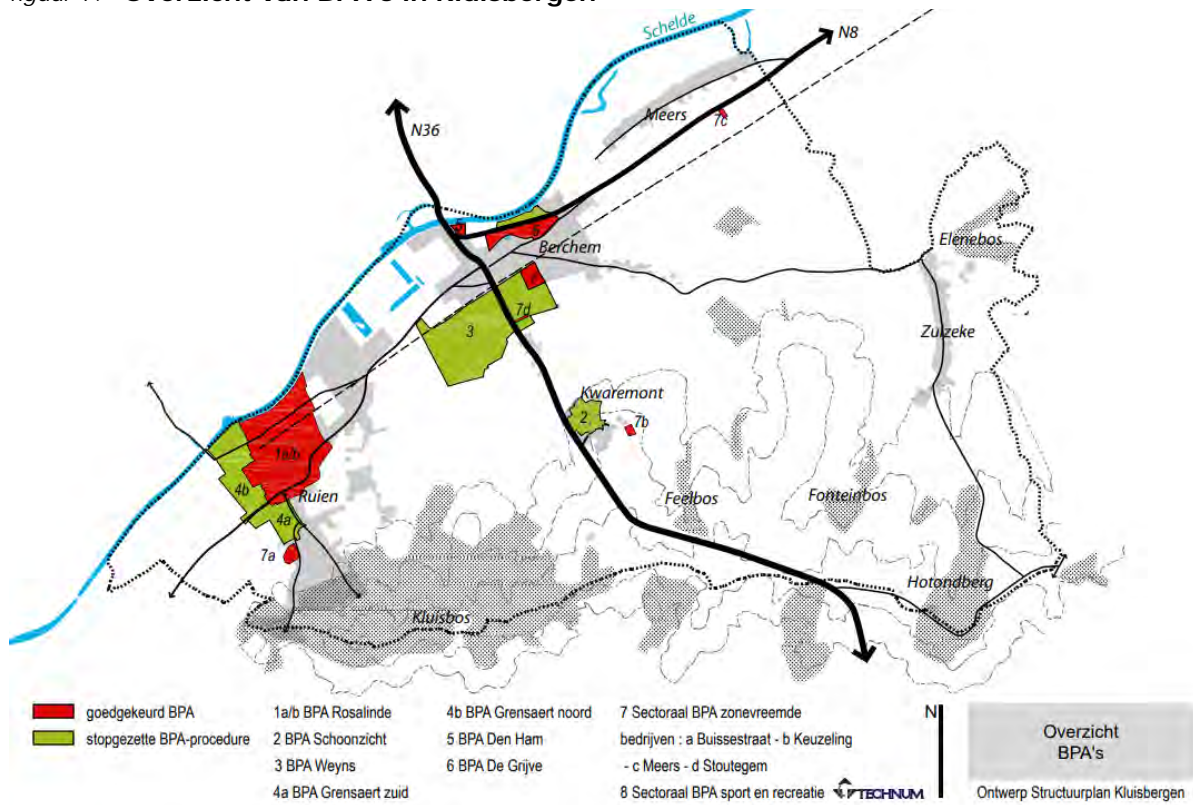 Schelde
N8
N36
Meers
7c
6
Berchem
Elenebos
7d
3
Zulzeke
Kwaremont
2
7b
1a/b
4b
Ruien
Feelbos
Fonteinbos
4a
7a
Hotondberg
Kluisbos
goedgekeurd BPA
stopgezette BPA-procedure
1a/b BPA Rosalinde
2 BPA Schoonzicht
3 BPA Weyns
4a BPA Grensaert zuid
4b BPA Grensaert noord
5 BPA Den Ham
6 BPA De Grijve
7 Sectoraal BPA zonevreemde
bedrijven : a Buissestraat - b Keuzeling
- c Meers - d Stoutegem
8 Sectoraal BPA sport en recreatie
TECHNUM
N
Overzicht
BPA's
Ontwerp Structuurplan Kluisbergen